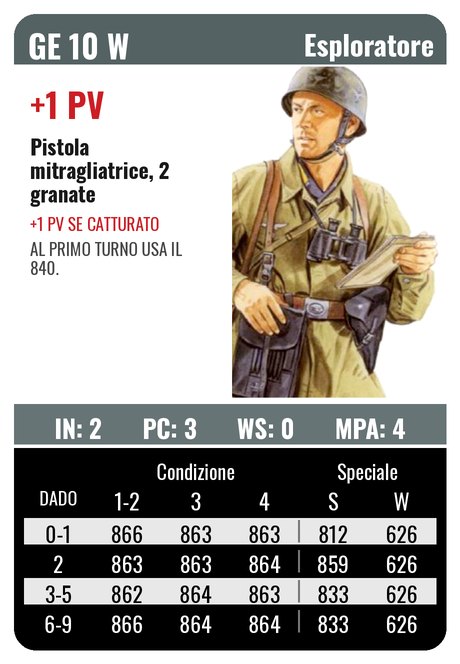 GE 10 W Esploratore
+1 PV
Pistola
mitragliatrice, 2
granate
+1 PV SE CATTURATO
AL PRIMO TURNO USA IL
840.
IN: 2 PC: 3 WS: 0 MPA: 4
Condizione Speciale
DADO 1-2 3 4 S W
0-1 866 863 863 812 626
2 863 863 864 859 626
3-5 862 864 863 833 626
6-9 866 864 864 833 626